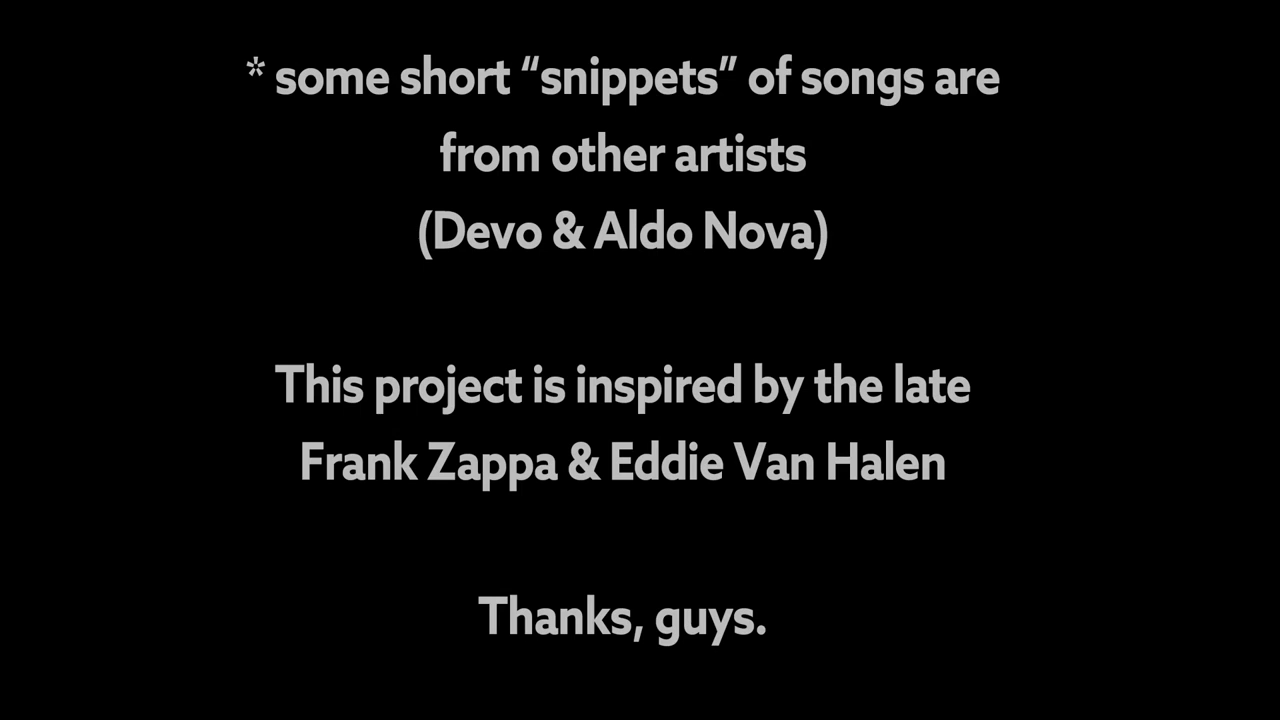 * some short “snippets” of songs are
from other artists
(Devo & Aldo Nova)
This project is inspired by the late
Frank Zappa & Eddie Van Halen
Thanks, guys.